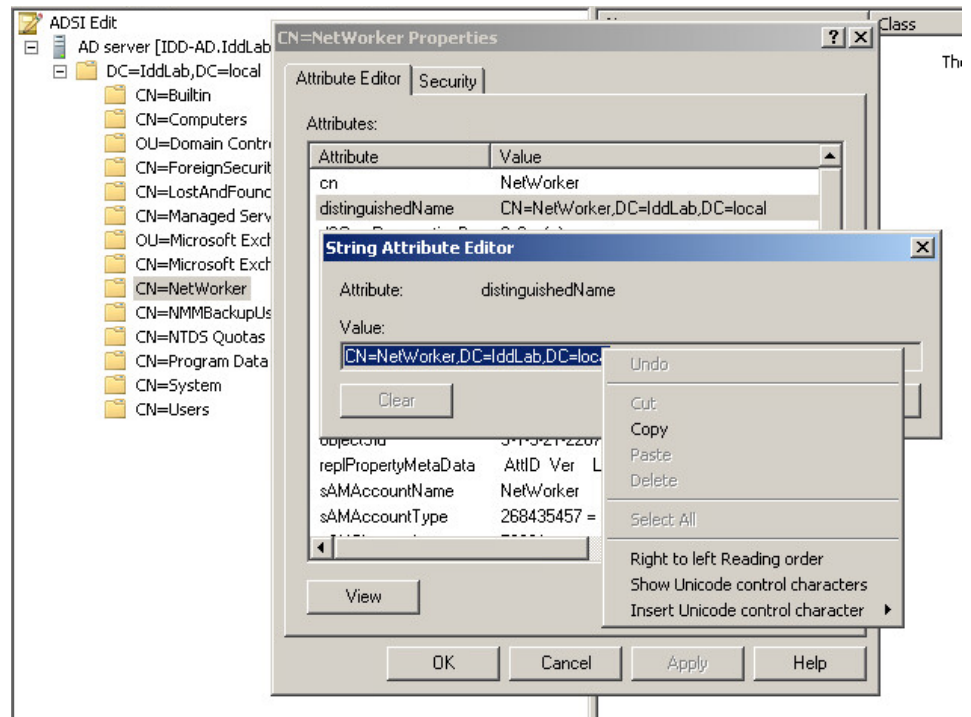 ADSI Edit
AD server [IDD-AD.IddLab
DC=IddLab,DC=local
CN=Builtin
CN=Computers
OU=Domain Contr
CN=ForeignSecurit
CN=LostAndFound
CN=Managed Serv
OU=Microsoft Exch
CN=Microsoft Exch
CN=NetWorker
CN=NMMBackupUs
CN=NTDS Quotas
CN=Program Data
CN=System
CN=Users
Class
The
CN=NetWorker Properties
Attribute Editor Security
Attributes:
Attribute Value
cn NetWorker
distinguishedName CN=NetWorker,DC=IddLab,DC=local
String Attribute Editor
Attribute: distinguishedName
Value:
CN=NetWorker,DC=IddLab,DC=loca
Clear
Undo
Cut
Copy
Paste
Delete
Select All
Right to left Reading order
Show Unicode control characters
Insert Unicode control character
replPropertyMetaData AttID Ver L
sAMAccountName NetWorker
sAMAccountType 268435457 =
View
OK Cancel Apply Help